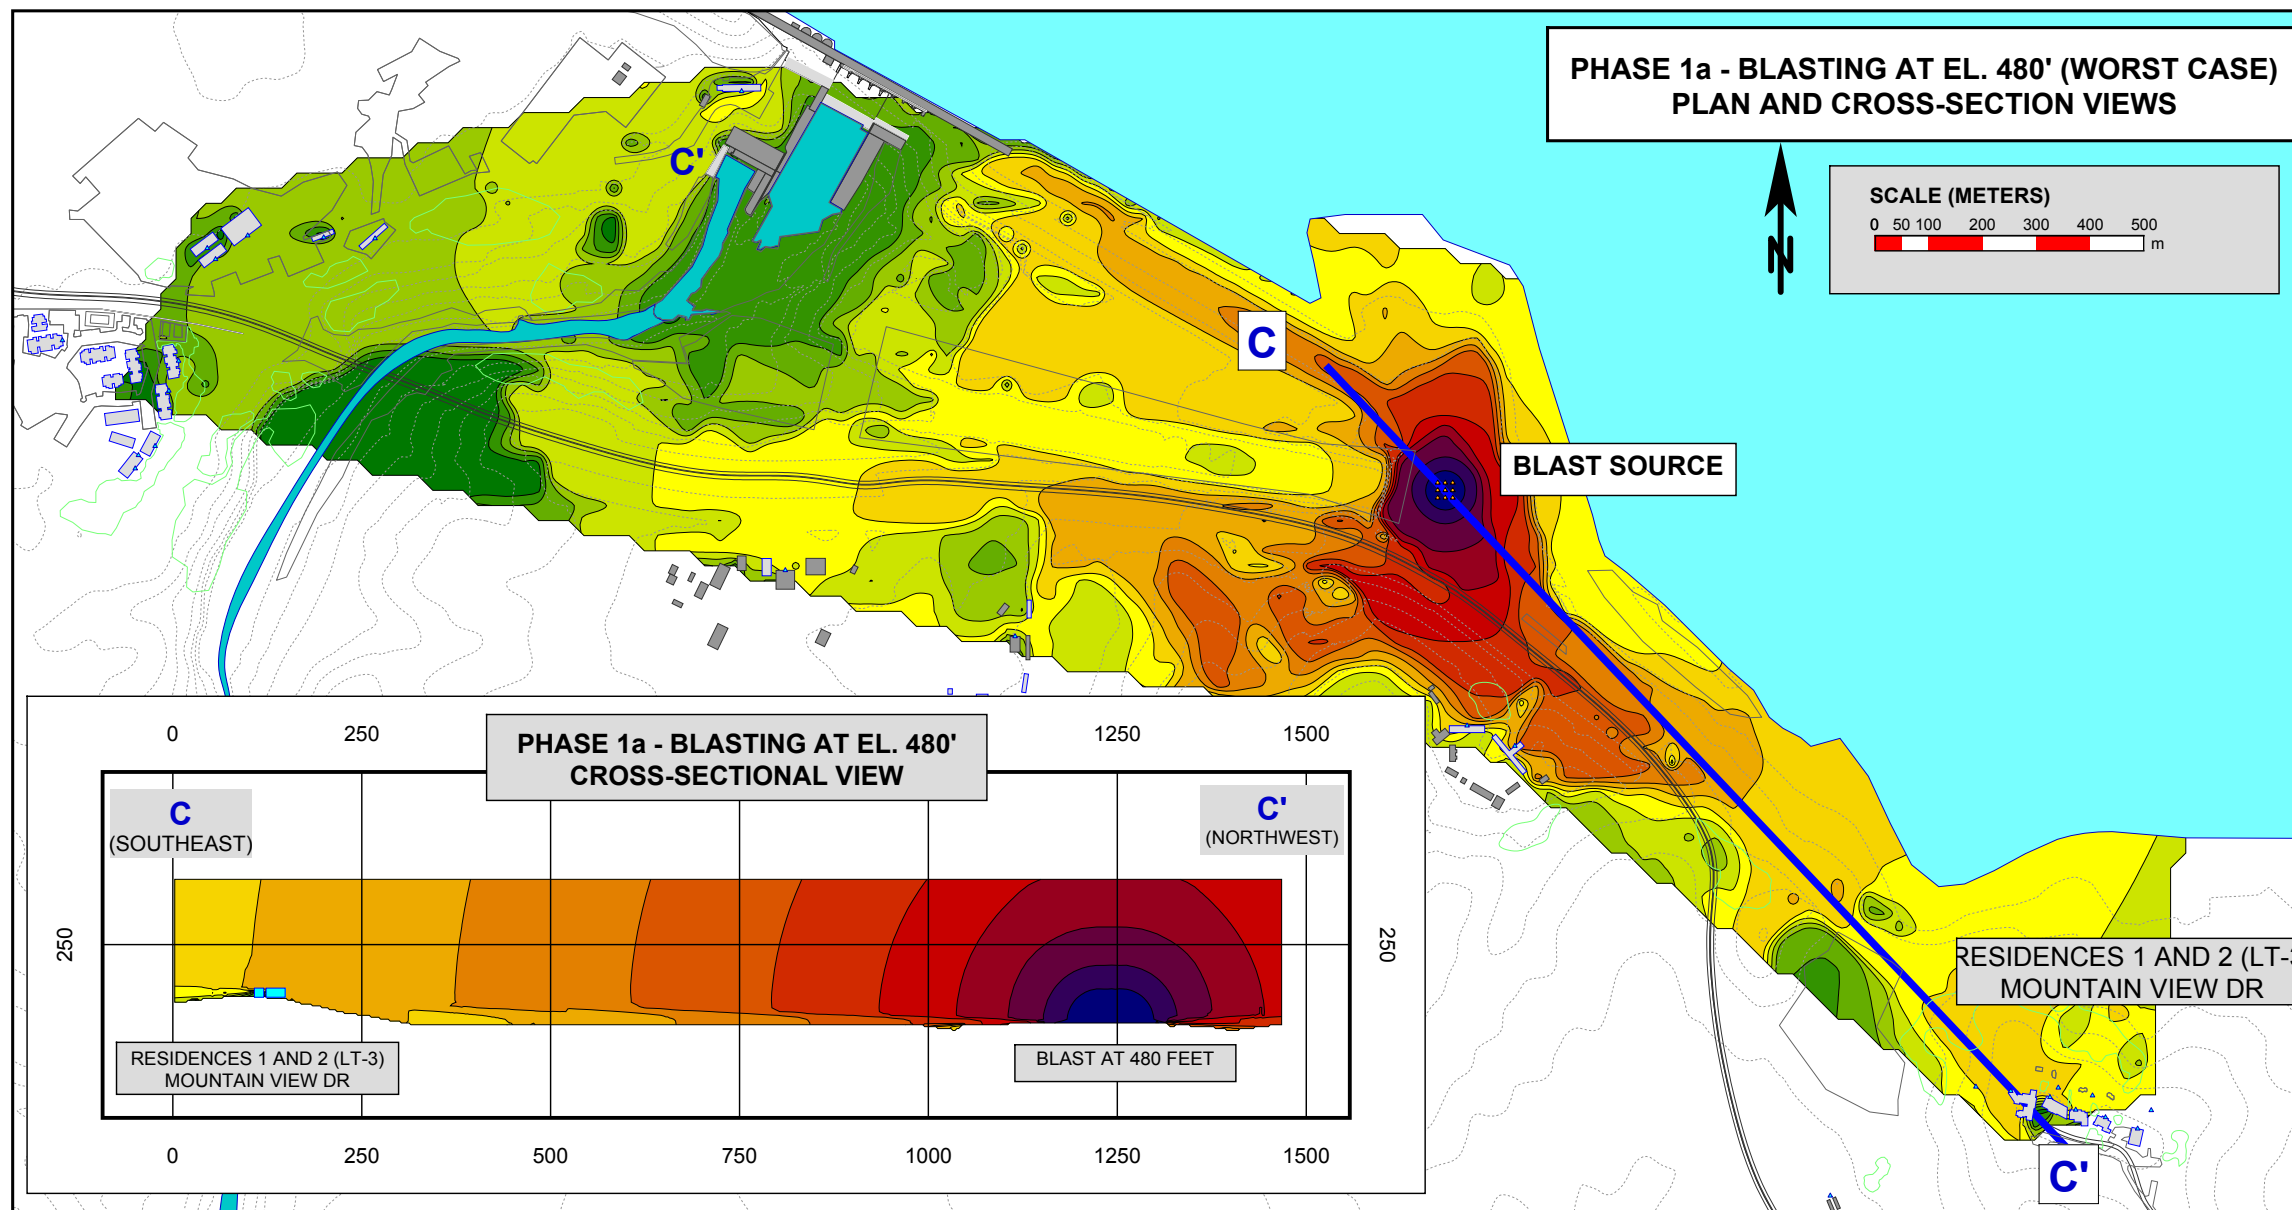 PHASE 1a - BLASTING AT EL. 480' (WORST CASE)
PLAN AND CROSS-SECTION VIEWS
N
SCALE (METERS)
0 50 100 200 300 400 500
m
C'
C
BLAST SOURCE
RESIDENCES 1 AND 2 (LT-3
MOUNTAIN VIEW DR
C'
0 250 1250 1500
PHASE 1a - BLASTING AT EL. 480'
CROSS-SECTIONAL VIEW
C
(SOUTHEAST)
C'
(NORTHWEST)
250
250
RESIDENCES 1 AND 2 (LT-3)
MOUNTAIN VIEW DR
BLAST AT 480 FEET
0 250 500 750 1000 1250 1500